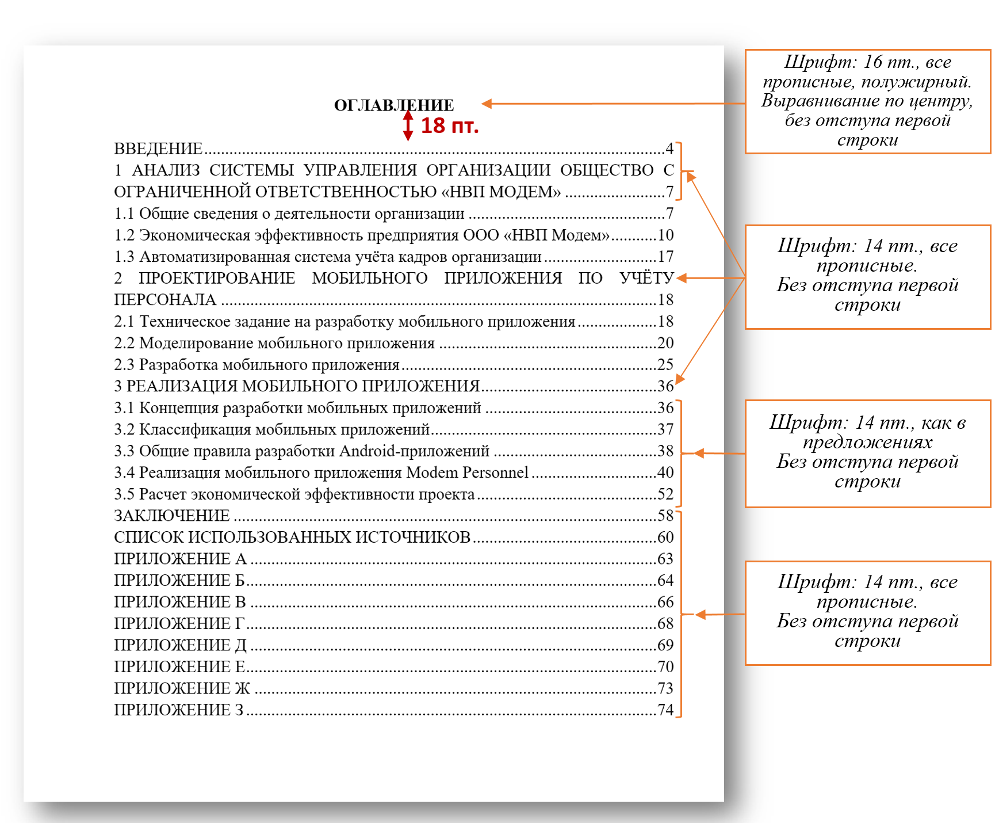 ОГЛАВЛЕНИЕ
18 пт.
ВВЕДЕНИЕ................................4
1 АНАЛИЗ СИСТЕМЫ УПРАВЛЕНИЯ ОРГАНИЗАЦИИ ОБЩЕСТВО С
ОГРАНИЧЕННОЙ ОТВЕТСТВЕННОСТЬЮ «НВП МОДЕМ» ..............................7
1.1 Общие сведения о деятельности организации ................................7
1.2 Экономическая эффективность предприятия ООО «НВП Модем»..............10
1.3 Автоматизированная система учёта кадров организации..........................17
2 ПРОЕКТИРОВАНИЕ МОБИЛЬНОГО ПРИЛОЖЕНИЯ ПО УЧЁТУ
ПЕРСОНАЛА ................................18
2.1 Техническое задание на разработку мобильного приложения...................18
2.2 Моделирование мобильного приложения ................................20
2.3 Разработка мобильного приложения................................25
3 РЕАЛИЗАЦИЯ МОБИЛЬНОГО ПРИЛОЖЕНИЯ................................36
3.1 Концепция разработки мобильных приложений ................................36
3.2 Классификация мобильных приложений................................37
3.3 Общие правила разработки Android-приложений ................................38
3.4 Реализация мобильного приложения Modem Personnel..............................40
3.5 Расчет экономической эффективности проекта................................52
ЗАКЛЮЧЕНИЕ ................................58
СПИСОК ИСПОЛЬЗОВАННЫХ ИСТОЧНИКОВ................................60
ПРИЛОЖЕНИЕ А ................................63
ПРИЛОЖЕНИЕ Б................................64
ПРИЛОЖЕНИЕ В ................................66
ПРИЛОЖЕНИЕ Г................................68
ПРИЛОЖЕНИЕ Д ................................69
ПРИЛОЖЕНИЕ Е................................70
ПРИЛОЖЕНИЕ Ж ................................73
ПРИЛОЖЕНИЕ З ................................74
Шрифт: 16 пт., все
прописные, полужирный.
Выравнивание по центру,
без отступа первой
строки
Шрифт: 14 пт., все
прописные.
Без отступа первой
строки
Шрифт: 14 пт., как в
предложениях
Без отступа первой
строки
Шрифт: 14 пт., все
прописные.
Без отступа первой
строки